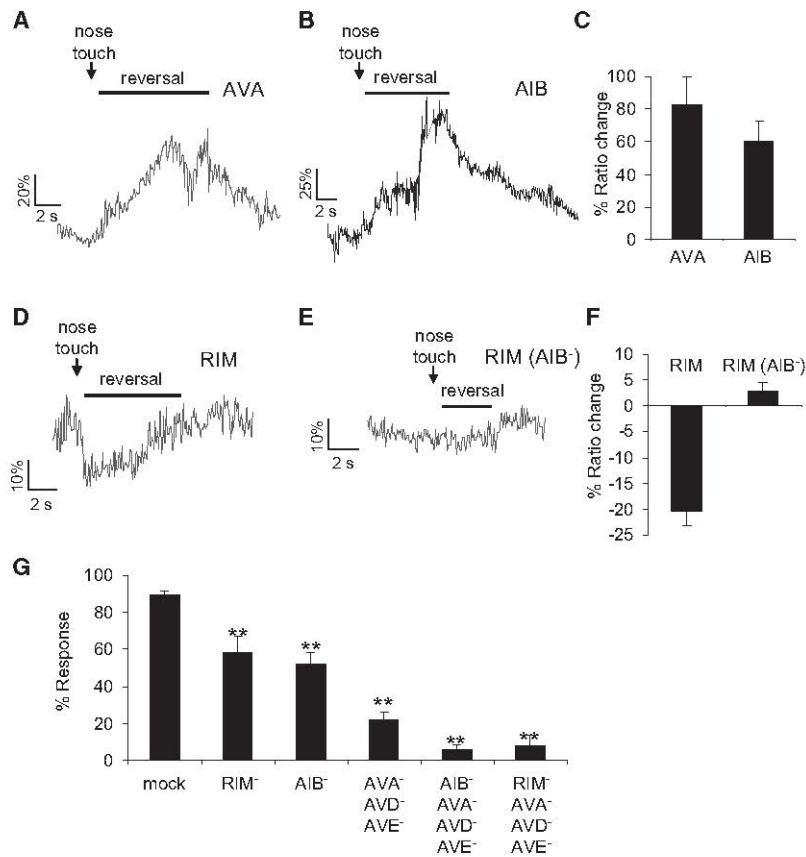 A
nose
touch
reversal
AVA
20%
2 s
B
nose
touch
reversal
AIB
25%
2 s
C
% Ratio change
100
80
60
40
20
0
AVA AIB
D
nose
touch
reversal
RIM
10%
2 s
E
nose
touch
RIM (AIB-)
reversal
10%
2 s
F
% Ratio change
10
5
0
-5
-10
-15
-20
-25
RIM RIM (AIB-)
G
% Response
100
80
60
40
20
0
** ** ** ** **
mock RIM- AIB- AVA- AIB- RIM-
AVD- AVA- AVA-
AVE- AVD- AVD-
AVE- AVE-